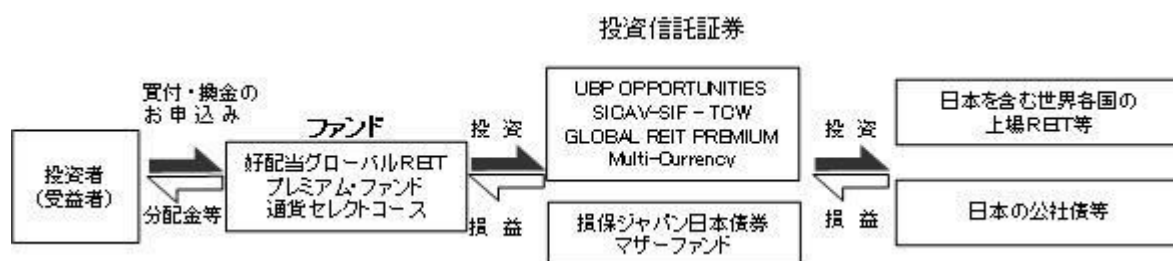 投資信託証券
買付・換金の
お申込み
ファンド
投資
UBP OPPORTUNITIES
SICAV-SIF − TCW
GLOBAL REIT PREMIUM
Multi-Currency
投資
日本を含む世界各国の
上場REIT等
投資者
(受益者)
好配当グローバルREIT
プレミアム・ファンド
通貨セレクトコース
分配金等
損益
損保ジャパン日本債券
マザーファンド
損益
日本の公社債等